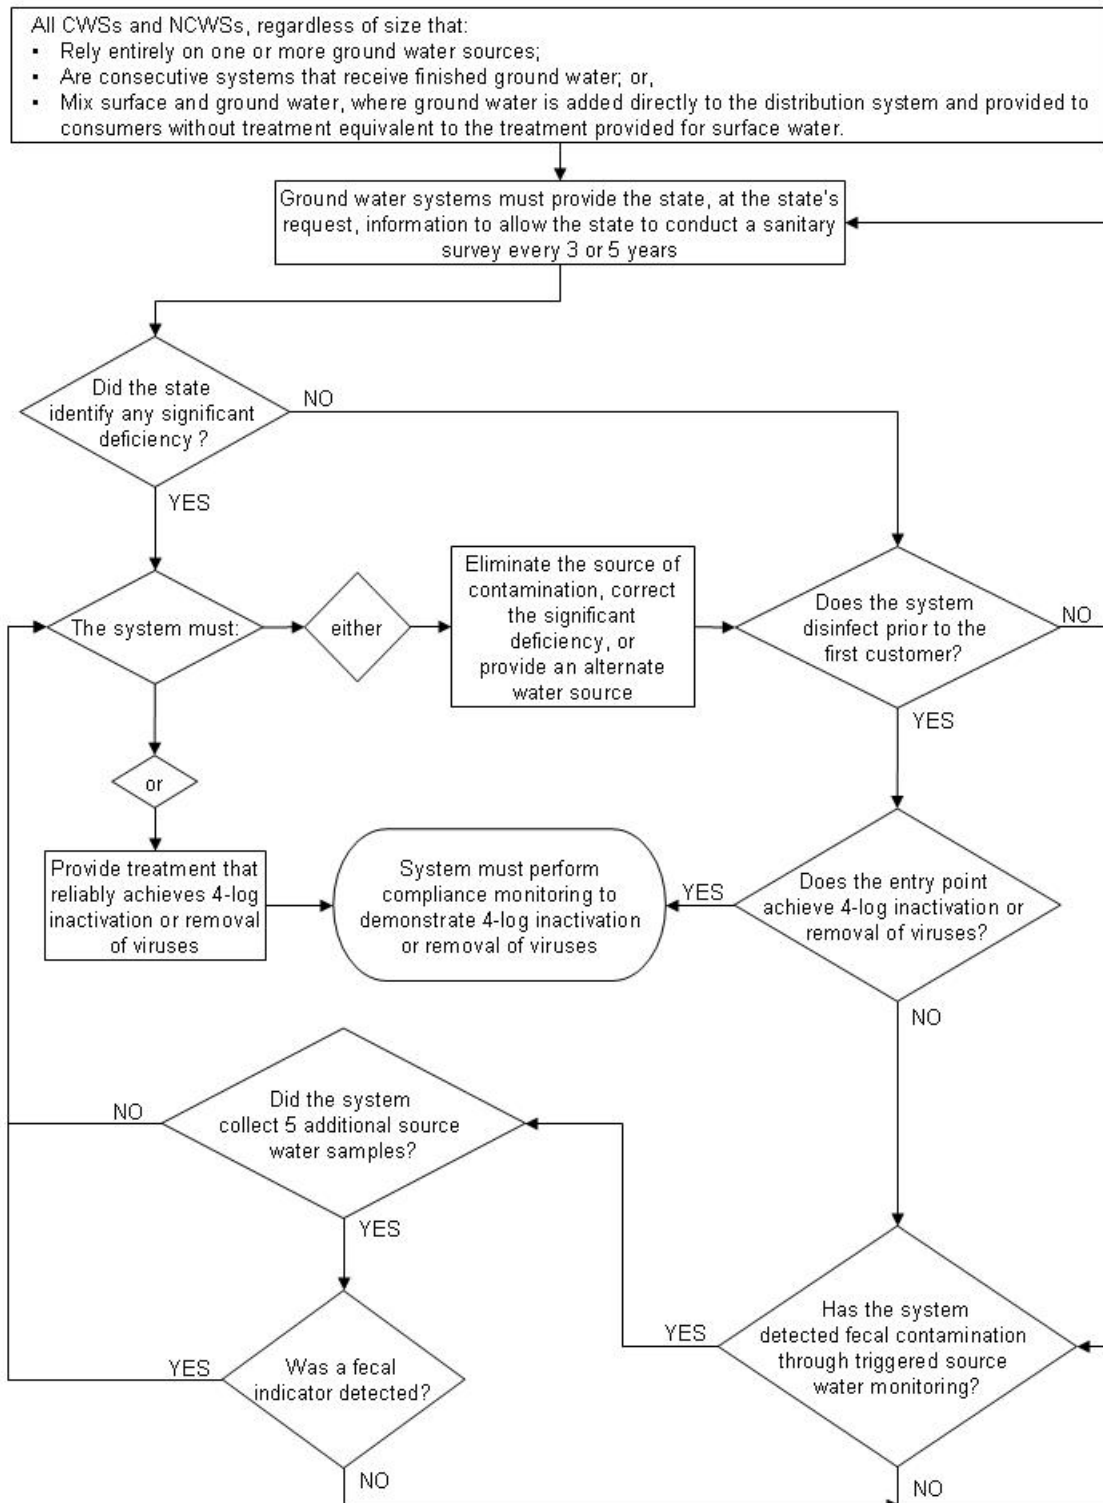 All CWSs and NCWSs, regardless of size that:
▪ Rely entirely on one or more ground water sources;
▪ Are consecutive systems that receive finished ground water; or,
▪ Mix surface and ground water, where ground water is added directly to the distribution system and provided to
consumers without treatment equivalent to the treatment provided for surface water.
Ground water systems must provide the state, at the state's
request, information to allow the state to conduct a sanitary
survey every 3 or 5 years
Did the state
identify any significant
deficiency ?
NO
YES
The system must:
either
Eliminate the source of
contamination, correct
the significant
deficiency, or
provide an alternate
water source
Does the system
disinfect prior to the
first customer?
NO
YES
or
Provide treatment that
reliably achieves 4-log
inactivation or removal
of viruses
System must perform
compliance monitoring to
demonstrate 4-log inactivation
or removal of viruses
YES
Does the entry point
achieve 4-log inactivation or
removal of viruses?
NO
NO
Did the system
collect 5 additional source
water samples?
YES
YES
Has the system
detected fecal contamination
through triggered source
water monitoring?
YES
Was a fecal
indicator detected?
NO
NO